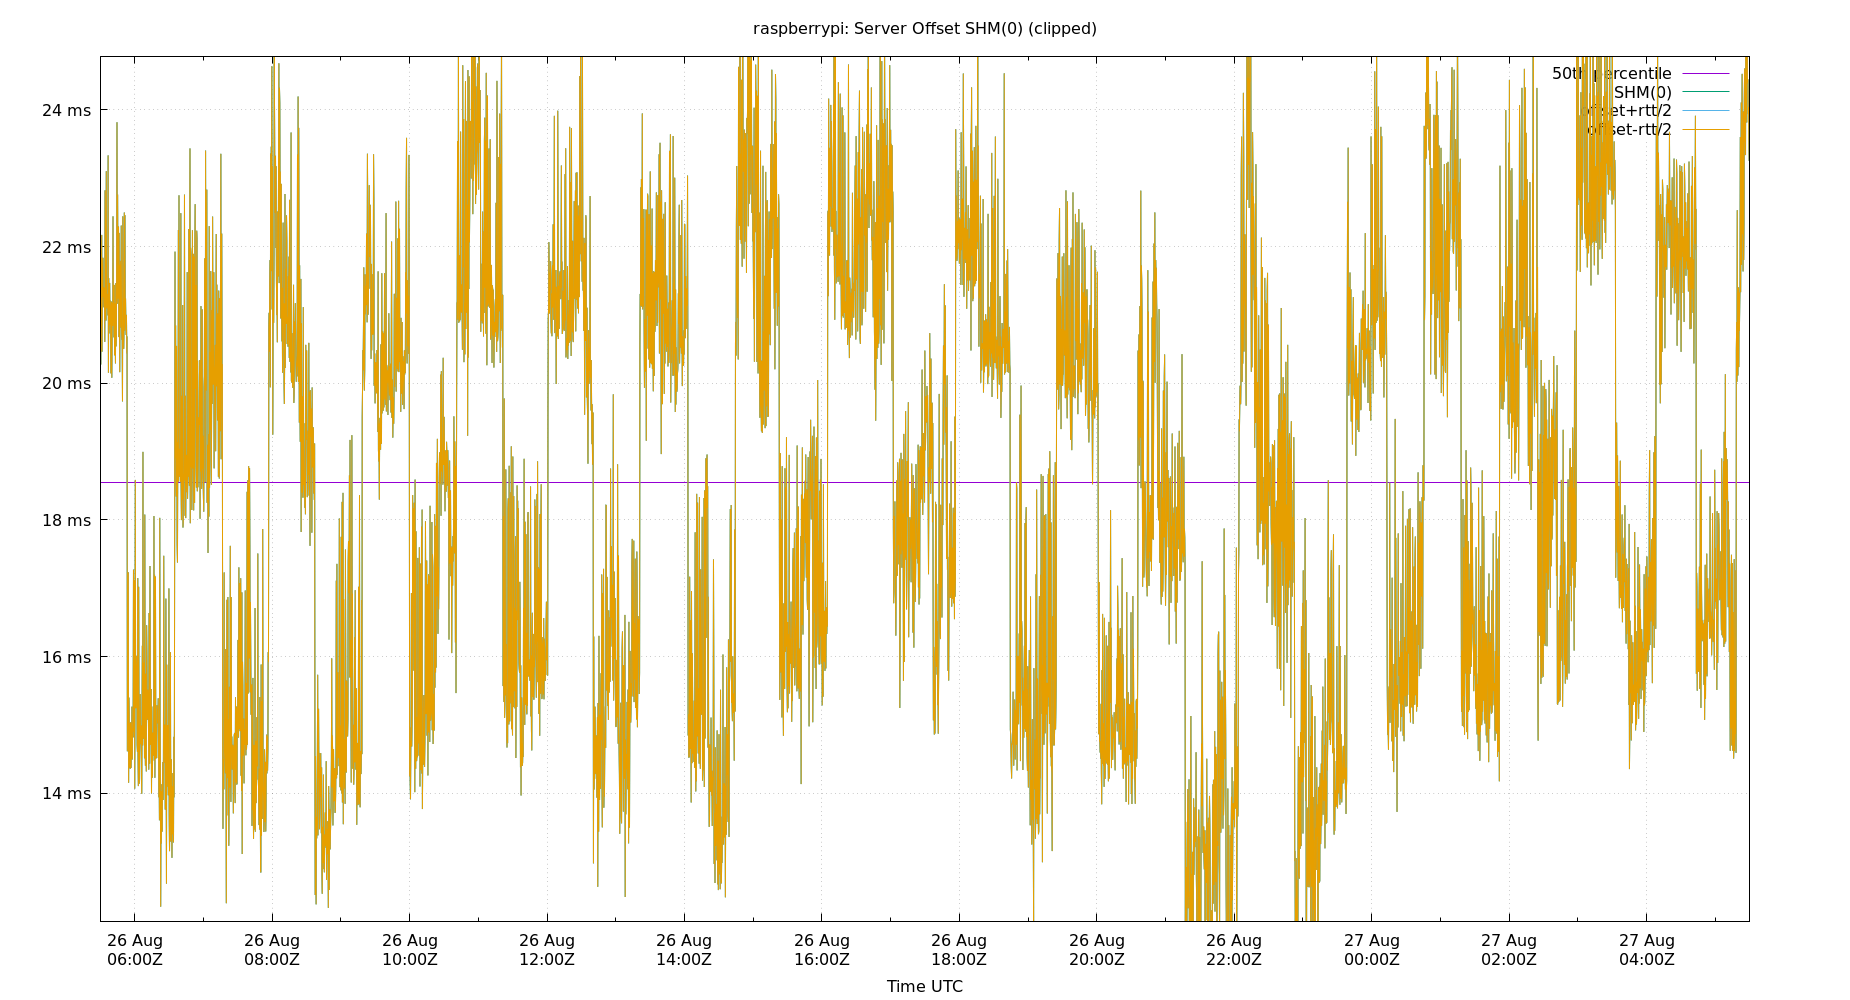 raspberrypi: Server Offset SHM(0) (clipped)
50th percentile
SHM(0)
offset+rtt/2
offset-rtt/2
24 ms
22 ms
20 ms
18 ms
16 ms
14 ms
26 Aug 26 Aug 26 Aug 26 Aug 26 Aug 26 Aug 26 Aug 26 Aug 26 Aug 27 Aug 27 Aug 27 Aug
06:00Z 08:00Z 10:00Z 12:00Z 14:00Z 16:00Z 18:00Z 20:00Z 22:00Z 00:00Z 02:00Z 04:00Z
Time UTC